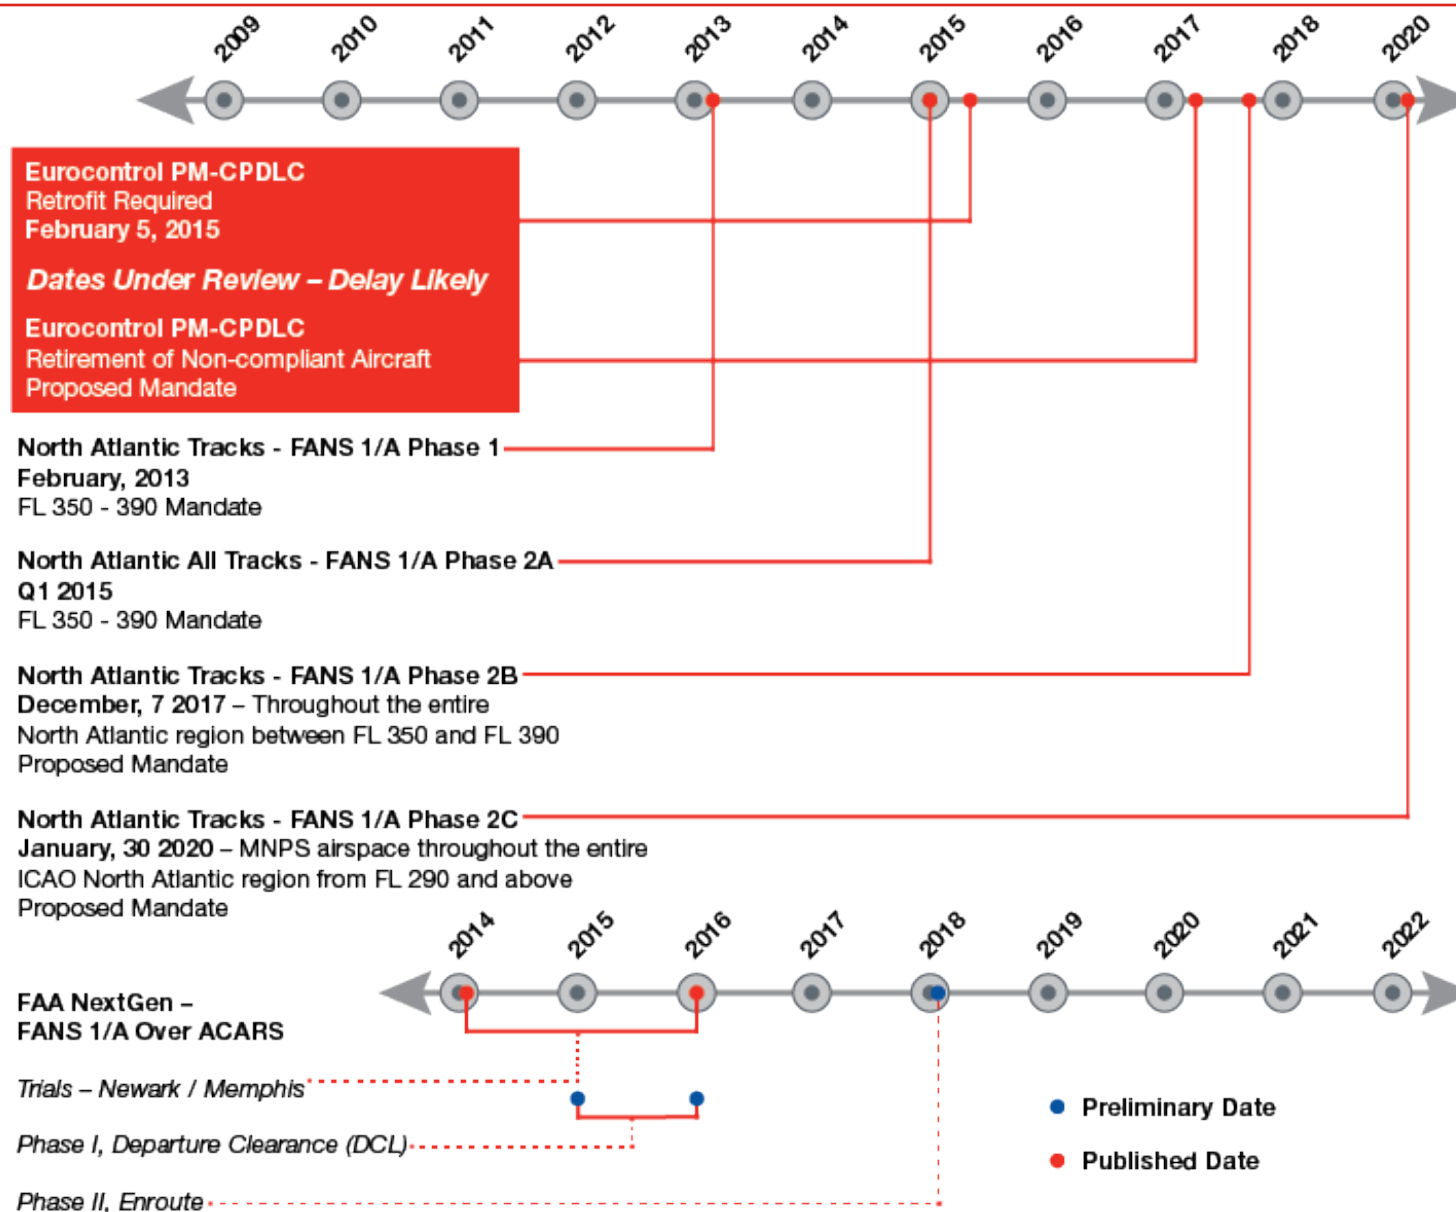 2009 2010 2011 2012 2013 2014 2015 2016 2017 2018 2020
Eurocontrol PM-CPDLC
Retrofit Required
February 5, 2015
Dates Under Review – Delay Likely
Eurocontrol PM-CPDLC
Retirement of Non-compliant Aircraft
Proposed Mandate
North Atlantic Tracks - FANS 1/A Phase 1
February, 2013
FL 350 - 390 Mandate
North Atlantic All Tracks - FANS 1/A Phase 2A
Q1 2015
FL 350 - 390 Mandate
North Atlantic Tracks - FANS 1/A Phase 2B
December, 7 2017 – Throughout the entire
North Atlantic region between FL 350 and FL 390
Proposed Mandate
North Atlantic Tracks - FANS 1/A Phase 2C
January, 30 2020 – MNPS airspace throughout the entire
ICAO North Atlantic region from FL 290 and above
Proposed Mandate
2014 2015 2016 2017 2018 2019 2020 2021 2022
FAA NextGen –
FANS 1/A Over ACARS
Trials – Newark / Memphis
Phase I, Departure Clearance (DCL)
Phase II, Enroute
Preliminary Date
Published Date